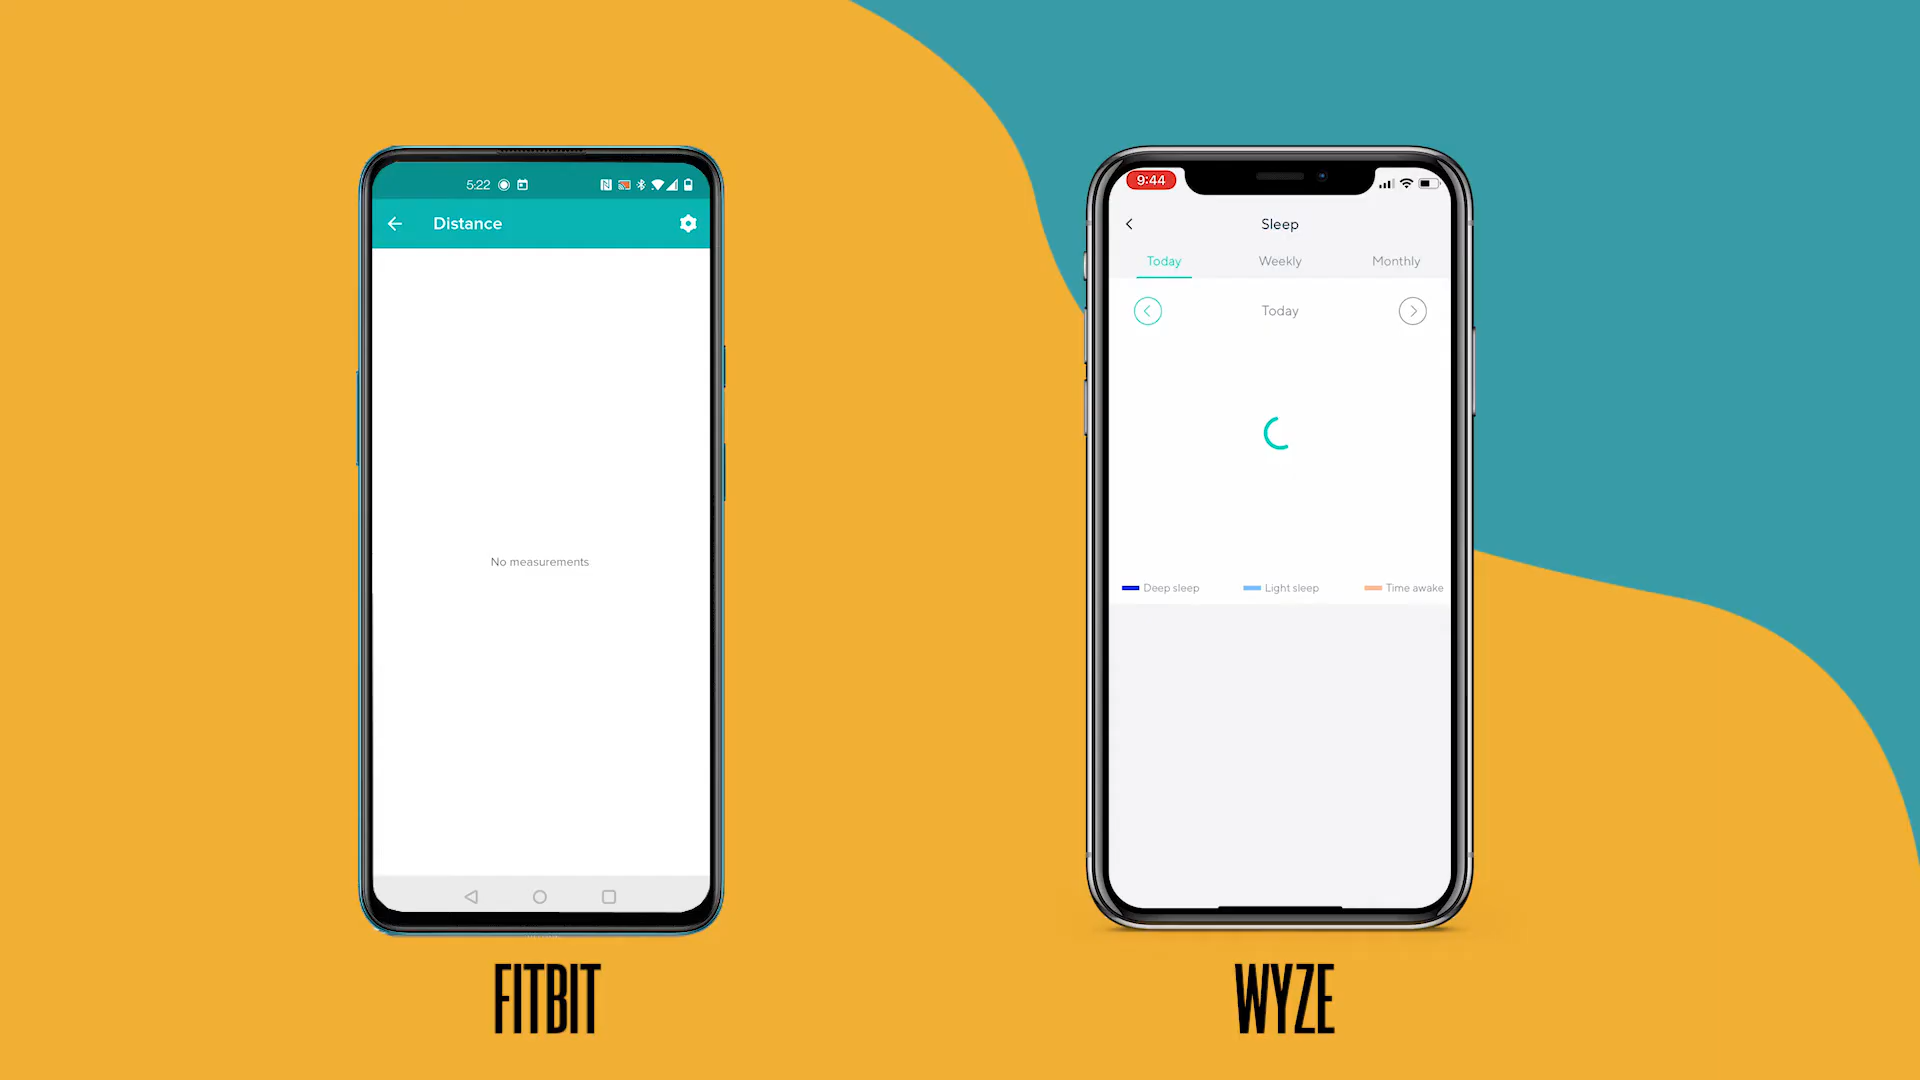 5:22
Distance
No measurements
FITBIT
9:44
Sleep
Today Weekly Monthly
Today
Deep sleep Light sleep Time awake
WYZE